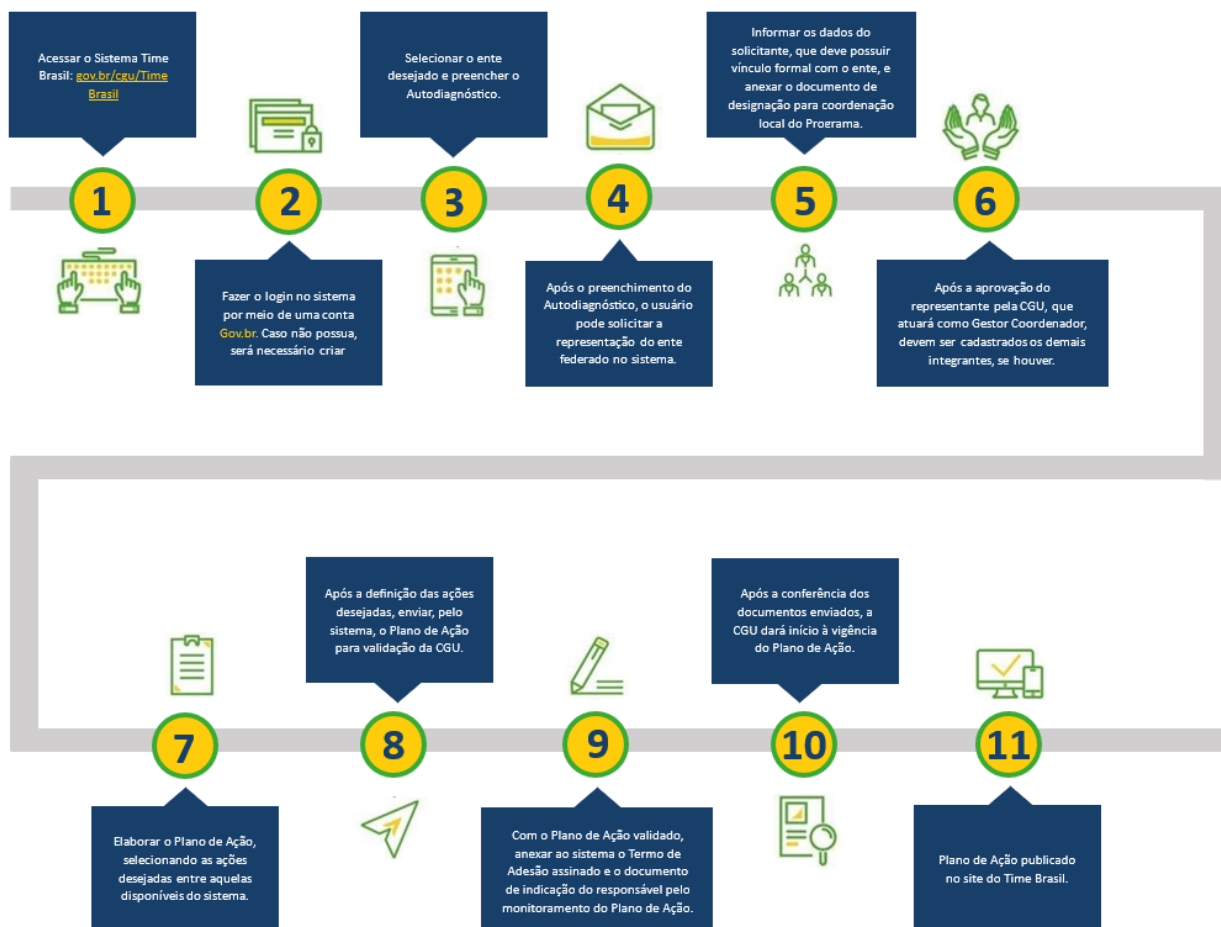 1
Acessar o Sistema Time
Brasil: gov.br/cgu/Time
Brasil
2
Fazer o login no sistema
por meio de uma conta
Gov.br. Caso não possua,
será necessário criar
3
Selecionar o ente
desejado e preencher o
Autodiagnóstico.
4
Após o preenchimento do
Autodiagnóstico, o usuário
pode solicitar a
representação do ente
federado no sistema.
5
Informar os dados do
solicitante, que deve possuir
vínculo formal com o ente, e
anexar o documento de
designação para coordenação
local do Programa.
6
Após a aprovação do
representante pela CGU, que
atuará como Gestor Coordenador,
devem ser cadastrados os demais
integrantes, se houver.
7
Elaborar o Plano de Ação,
selecionando as ações
desejadas entre aquelas
disponíveis do sistema.
8
Após a definição das ações
desejadas, enviar, pelo
sistema, o Plano de Ação
para validação da CGU.
9
Com o Plano de Ação validado,
anexar ao sistema o Termo de
Adesão assinado e o documento
de indicação do responsável pelo
monitoramento do Plano de Ação.
10
Após a conferência dos
documentos enviados, a
CGU dará início à vigência
do Plano de Ação.
11
Plano de Ação publicado
no site do Time Brasil.